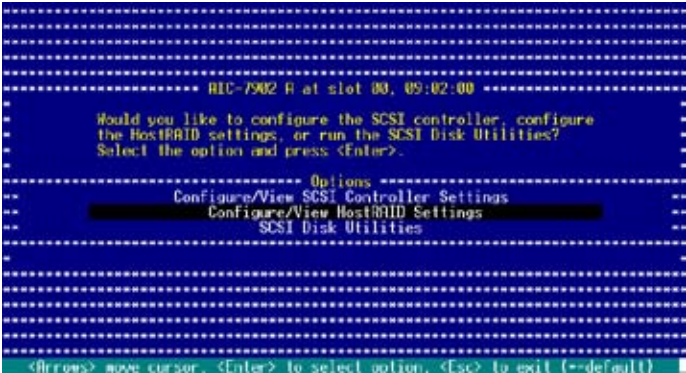 AIC-7902 A at slot 00, 09:02:00
Would you like to configure the SCSI controller, configure
the HostRAID settings, or run the SCSI Disk Utilities?
Select the option and press <Enter>.
Options
Configure/View SCSI Controller Settings
Configure/View HostRAID Settings
SCSI Disk Utilities
<Arrows> move cursor, <Enter> to select option, <Esc> to exit (*=default)